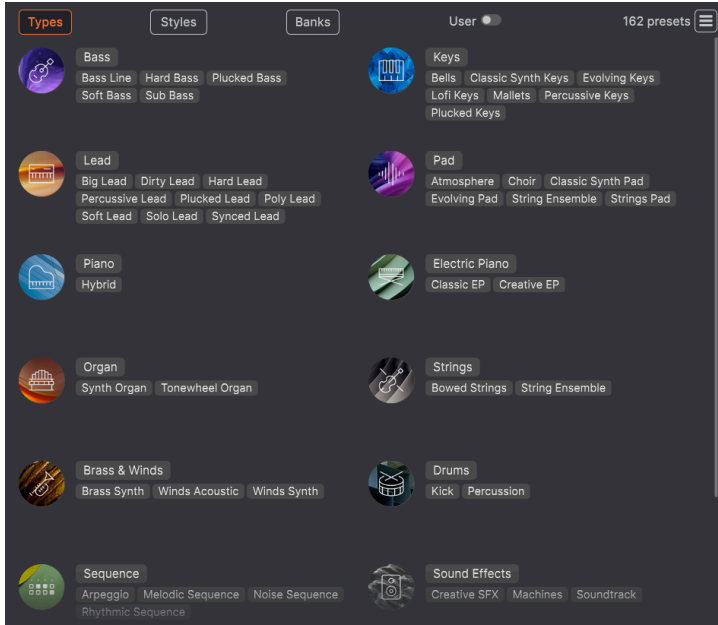 Types Styles Banks User 162 presets
Bass
Bass Line Hard Bass Plucked Bass
Soft Bass Sub Bass
Keys
Bells Classic Synth Keys Evolving Keys
Lofi Keys Mallets Percussive Keys
Plucked Keys
Lead
Big Lead Dirty Lead Hard Lead
Percussive Lead Plucked Lead Poly Lead
Soft Lead Solo Lead Synced Lead
Pad
Atmosphere Choir Classic Synth Pad
Evolving Pad String Ensemble Strings Pad
Piano
Hybrid
Electric Piano
Classic EP Creative EP
Organ
Synth Organ Tonewheel Organ
Strings
Bowed Strings String Ensemble
Brass & Winds
Brass Synth Winds Acoustic Winds Synth
Drums
Kick Percussion
Sequence
Arpeggio Melodic Sequence Noise Sequence
Rhythmic Sequence
Sound Effects
Creative SFX Machines Soundtrack